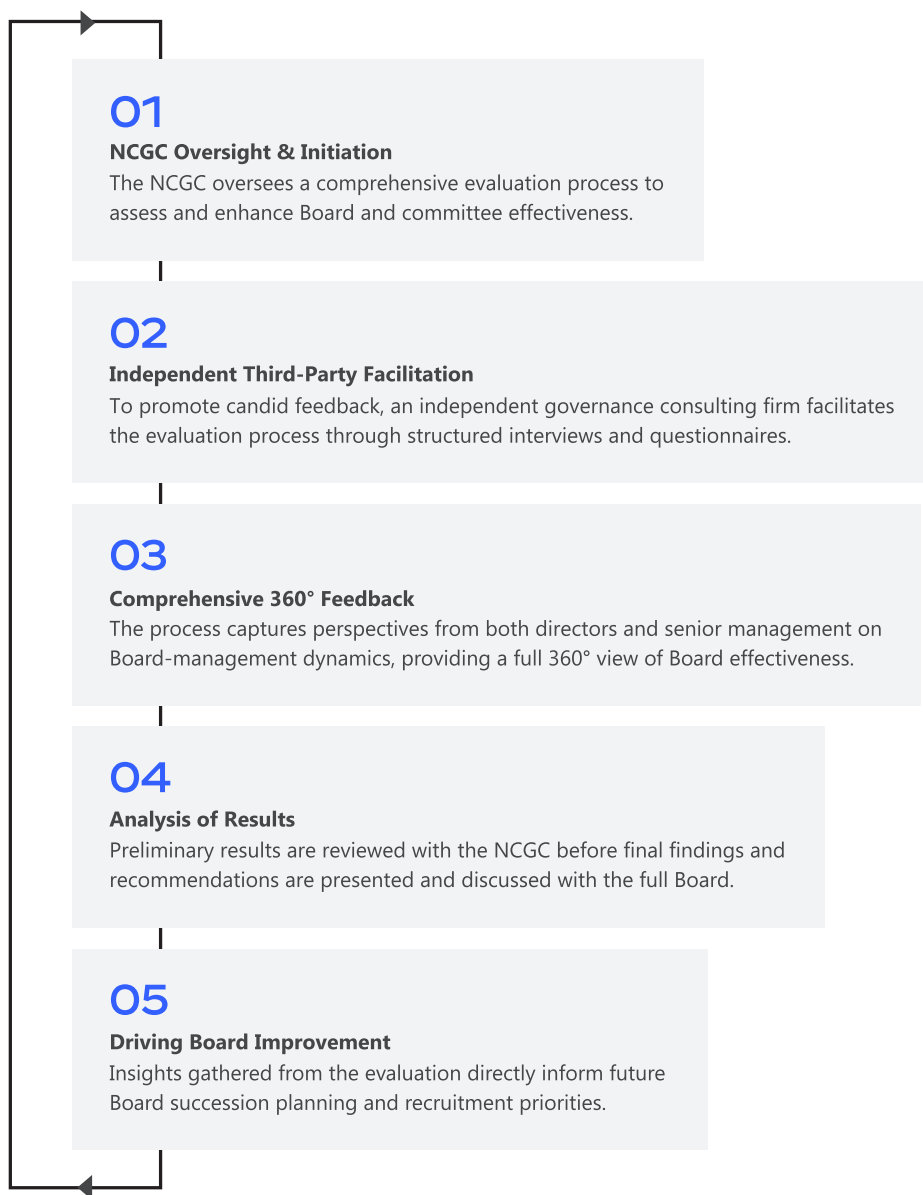 01
NCGC Oversight & Initiation
The NCGC oversees a comprehensive evaluation process to
assess and enhance Board and committee effectiveness.
02
Independent Third-Party Facilitation
To promote candid feedback, an independent governance consulting firm facilitates
the evaluation process through structured interviews and questionnaires.
03
Comprehensive 360° Feedback
The process captures perspectives from both directors and senior management on
Board-management dynamics, providing a full 360° view of Board effectiveness.
04
Analysis of Results
Preliminary results are reviewed with the NCGC before final findings and
recommendations are presented and discussed with the full Board.
05
Driving Board Improvement
Insights gathered from the evaluation directly inform future
Board succession planning and recruitment priorities.